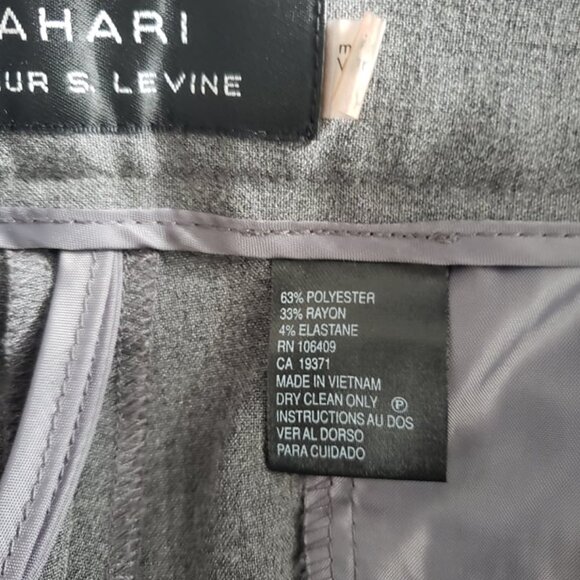 AHARI
UR S. LEVINE
63% POLYESTER
33% RAYON
4% ELASTANE
RN 106409
CA 19371
MADE IN VIETNAM
DRY CLEAN ONLY Ⓟ
INSTRUCTIONS AU DOS
VER AL DORSO
PARA CUIDADO